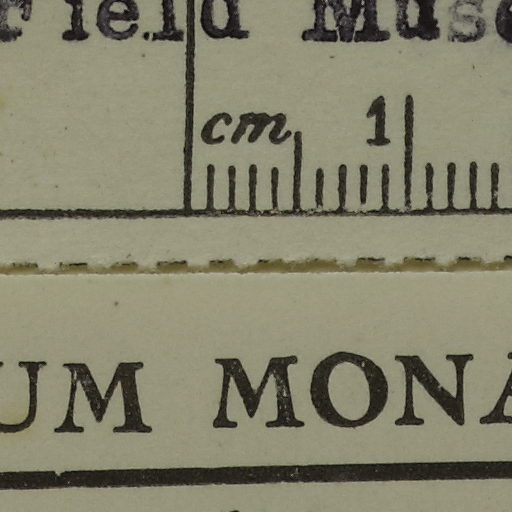 Field Muse
cm 1
UM MONA